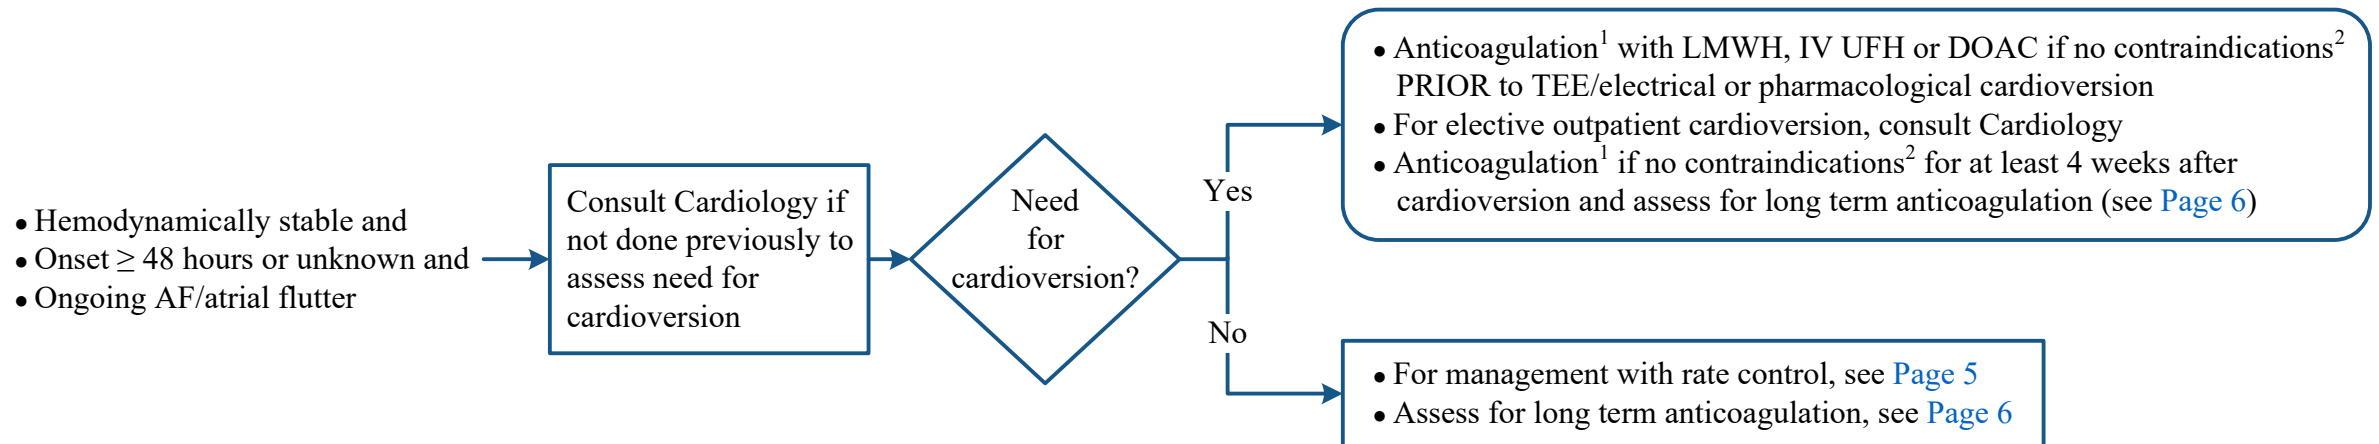 • Hemodynamically stable and
• Onset ≥ 48 hours or unknown and
• Ongoing AF/atrial flutter
Consult Cardiology if
not done previously to
assess need for
cardioversion
Need
for
cardioversion?
Yes
• Anticoagulation¹ with LMWH, IV UFH or DOAC if no contraindications²
PRIOR to TEE/electrical or pharmacological cardioversion
• For elective outpatient cardioversion, consult Cardiology
• Anticoagulation¹ if no contraindications² for at least 4 weeks after
cardioversion and assess for long term anticoagulation (see Page 6)
No
• For management with rate control, see Page 5
• Assess for long term anticoagulation, see Page 6